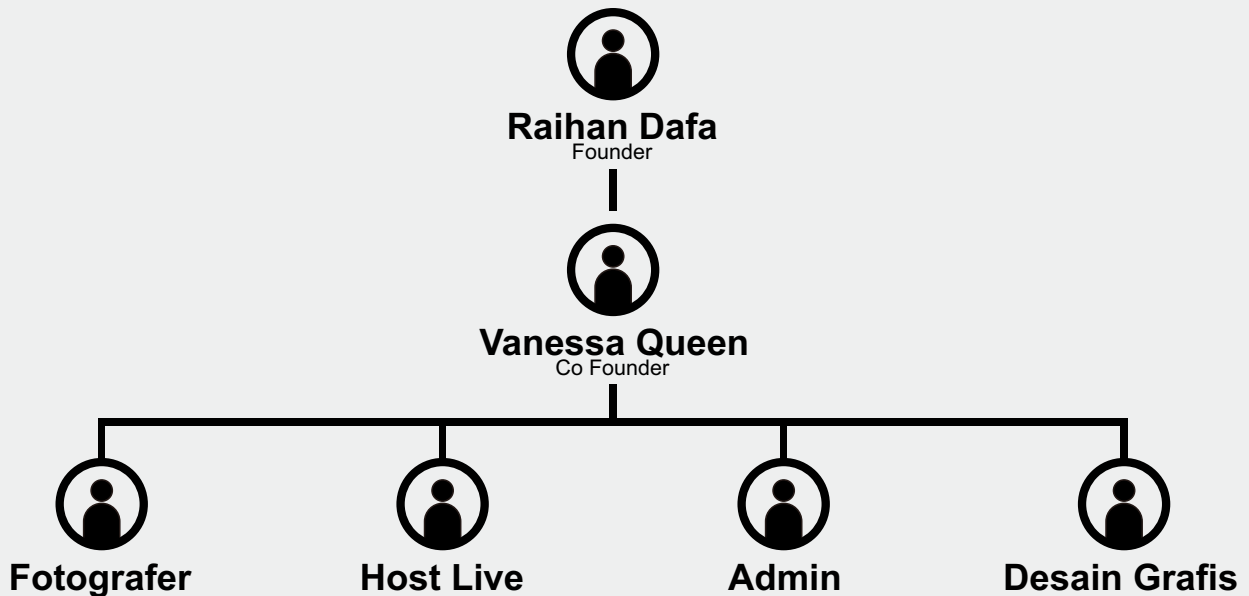 Raihan Dafa
Founder
Vanessa Queen
Co Founder
Fotografer
Host Live
Admin
Desain Grafis